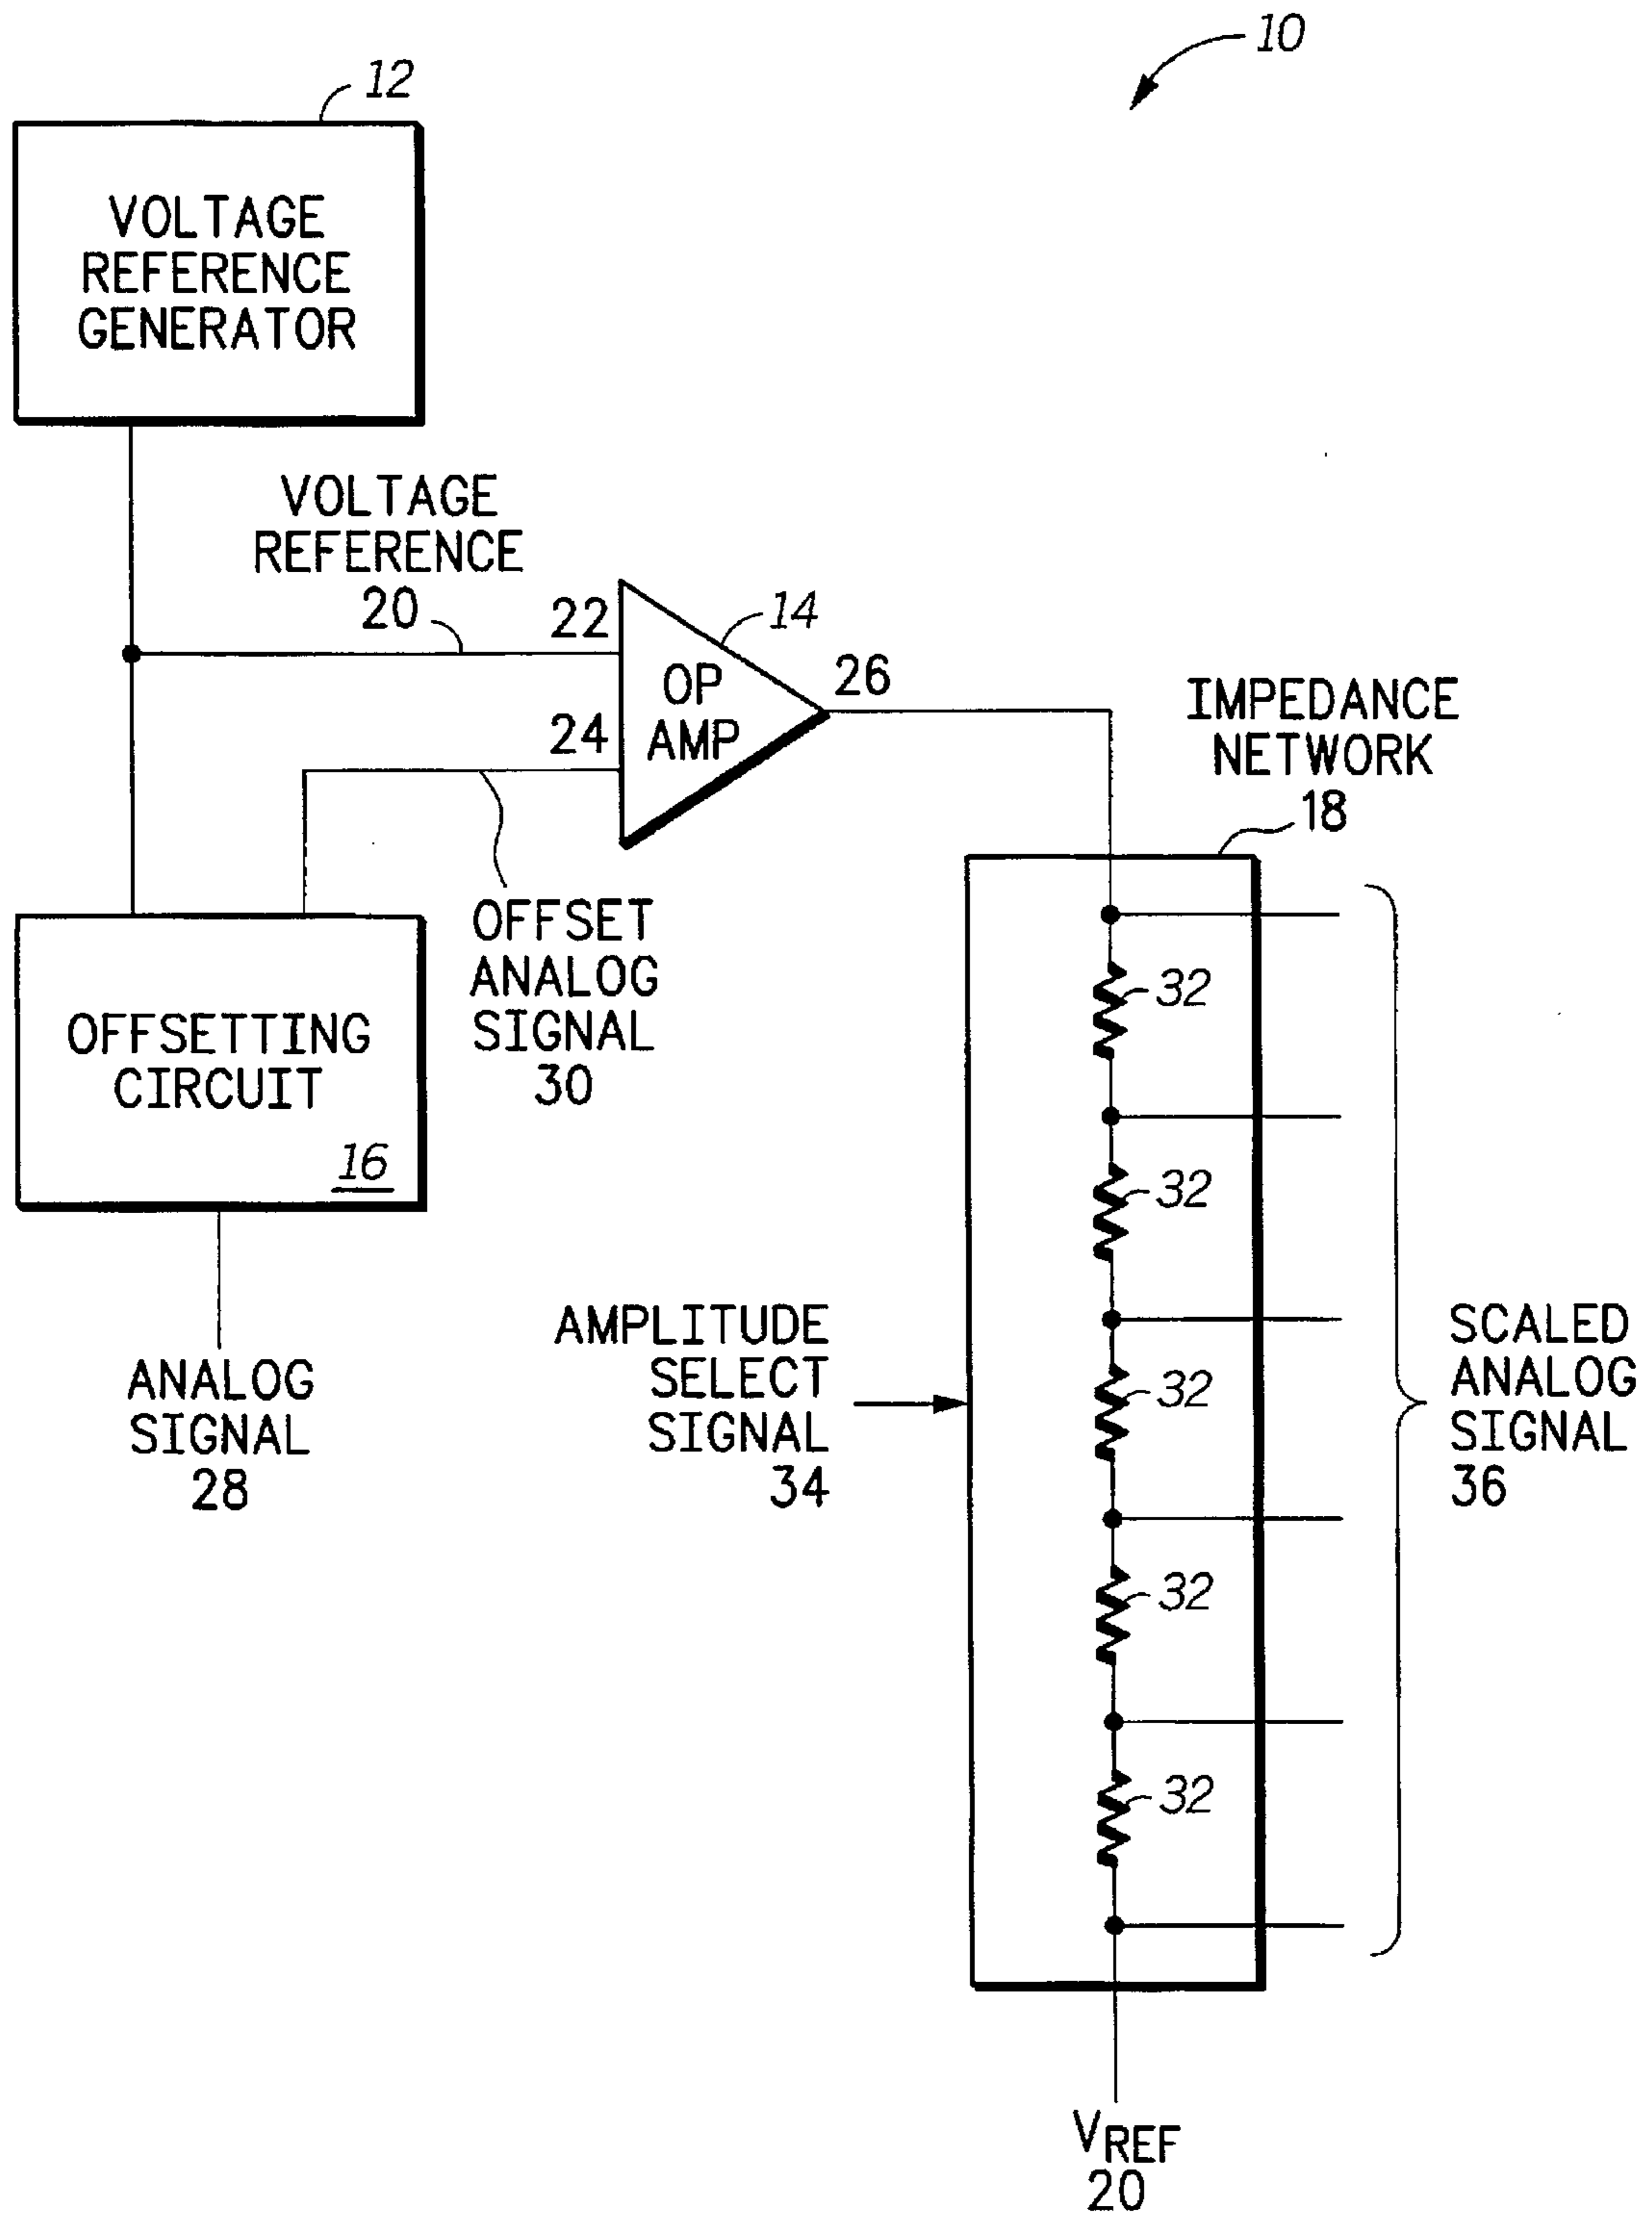 10
12
VOLTAGE
REFERENCE
GENERATOR
VOLTAGE
REFERENCE
20
22
14
OP
AMP
24
26
IMPEDANCE
NETWORK
18
OFFSET
ANALOG
SIGNAL
30
OFFSETTING
CIRCUIT
16
ANALOG
SIGNAL
28
32
32
32
32
32
AMPLITUDE
SELECT
SIGNAL
34
SCALED
ANALOG
SIGNAL
36
VREF
20